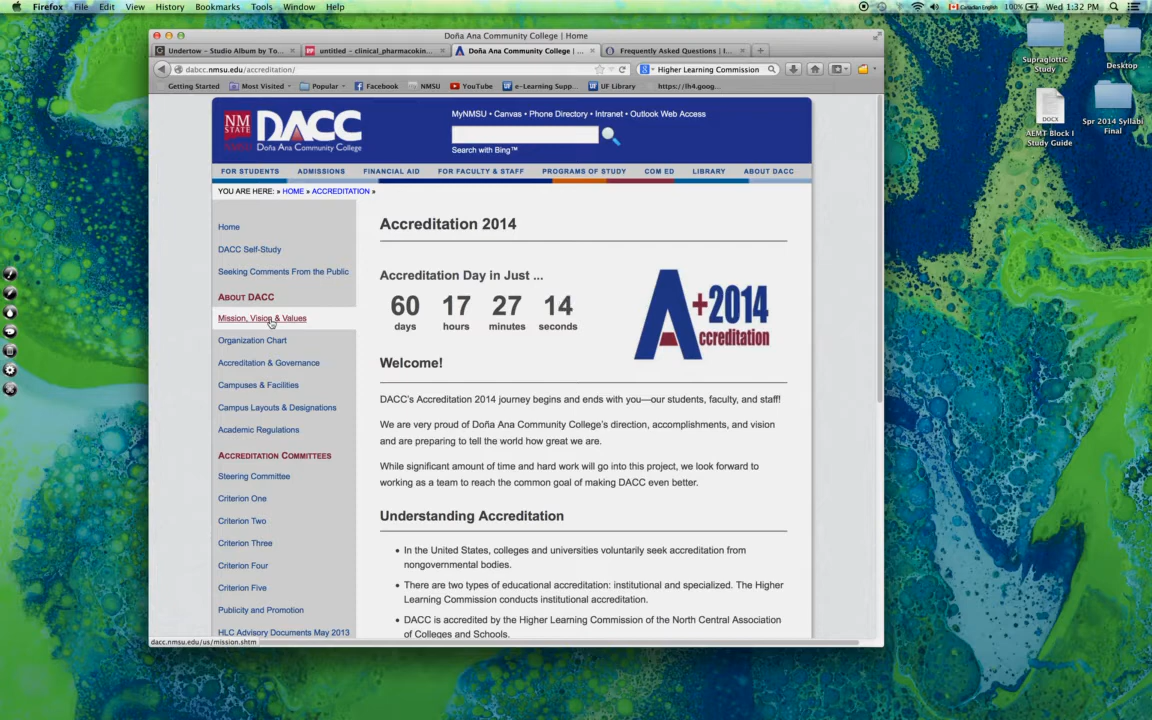 Firefox File Edit View History Bookmarks Tools Window Help
Canadian English 100% Wed 1:32 PM
Doña Ana Community College | Home
Undertow – Studio Album by To...
untitled – clinical_pharmacokin...
Doña Ana Community College | ...
Frequently Asked Questions | I...
dabcc.nmsu.edu/accreditation/
Higher Learning Commission
Getting Started Most Visited Popular Facebook NMSU YouTube e-Learning Supp... UF Library https://lh4.goog...
Supraglottic
Study
Desktop
DOCX
AEMT Block I
Study Guide
Spr 2014 Syllabi
Final
NM
STATE
DACC
Doña Ana Community College
MyNMSU • Canvas • Phone Directory • Intranet • Outlook Web Access
Search with Bing™
FOR STUDENTS ADMISSIONS FINANCIAL AID FOR FACULTY & STAFF PROGRAMS OF STUDY COM ED LIBRARY ABOUT DACC
YOU ARE HERE: » HOME » ACCREDITATION »
Home
DACC Self-Study
Seeking Comments From the Public
ABOUT DACC
Mission, Vision & Values
Organization Chart
Accreditation & Governance
Campuses & Facilities
Campus Layouts & Designations
Academic Regulations
ACCREDITATION COMMITTEES
Steering Committee
Criterion One
Criterion Two
Criterion Three
Criterion Four
Criterion Five
Publicity and Promotion
HLC Advisory Documents May 2013
Accreditation 2014
Accreditation Day in Just ...
60 17 27 14
days hours minutes seconds
A+2014
ccreditation
Welcome!
DACC's Accreditation 2014 journey begins and ends with you—our students, faculty, and staff!
We are very proud of Doña Ana Community College's direction, accomplishments, and vision
and are preparing to tell the world how great we are.
While significant amount of time and hard work will go into this project, we look forward to
working as a team to reach the common goal of making DACC even better.
Understanding Accreditation
• In the United States, colleges and universities voluntarily seek accreditation from
nongovernmental bodies.
• There are two types of educational accreditation: institutional and specialized. The Higher
Learning Commission conducts institutional accreditation.
• DACC is accredited by the Higher Learning Commission of the North Central Association
of Colleges and Schools.
dacc.nmsu.edu/us/mission.shtm